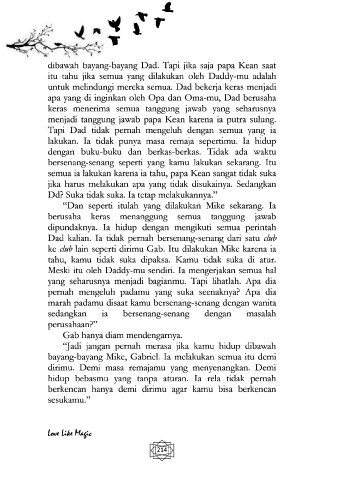 dibawah bayang-bayang Dad. Tapi jika saja papa Kean saat
itu tahu jika semua yang dilakukan oleh Daddy-mu adalah
untuk melindungi mereka semua. Dad bekerja keras menjadi
apa yang di inginkan oleh Opa dan Oma-mu, Dad berusaha
keras menerima semua tanggung jawab yang seharusnya
menjadi tanggung jawab papa Kean karena ia putra sulung.
Tapi Dad tidak pernah mengeluh dengan semua yang ia
lakukan. Ia tidak punya masa remaja sepertimu. Ia hidup
dengan buku-buku dan berkas-berkas. Tidak ada waktu
bersenang-senang seperti yang kamu lakukan sekarang. Itu
semua ia lakukan karena ia tahu, papa Kean sangat tidak suka
jika harus melakukan apa yang tidak disukainya. Sedangkan
Dd? Suka tidak suka. Ia tetap melakukannya.”
“Dan seperti itulah yang dilakukan Mike sekarang. Ia
berusaha keras menanggung semua tanggung jawab
dipundaknya. Ia hidup dengan mengikuti semua perintah
Dad kalian. Ia tidak pernah bersenang-senang dari satu club
ke club lain seperti dirimu Gab. Itu dilakukan Mike karena ia
tahu, kamu tidak suka dipaksa. Kamu tidak suka di atur.
Meski itu oleh Daddy-mu sendiri. Ia mengerjakan semua hal
yang seharusnya menjadi bagianmu. Tapi lihatlah. Apa dia
pernah mengeluh padamu yang suka seenaknya? Apa dia
marah padamu disaat kamu bersenang-senang dengan wanita
sedangkan ia bersenang-senang dengan masalah
perusahaan?”
Gab hanya diam mendengarnya.
“Jadi jangan pernah merasa jika kamu hidup dibawah
bayang-bayang Mike, Gabriel. Ia melakukan semua itu demi
dirimu. Demi masa remajamu yang menyenangkan. Demi
hidup bebasmu yang tanpa aturan. Ia rela tidak pernah
berkencan hanya demi dirimu agar kamu bisa berkencan
sesukamu.”
Love Like Magic
214